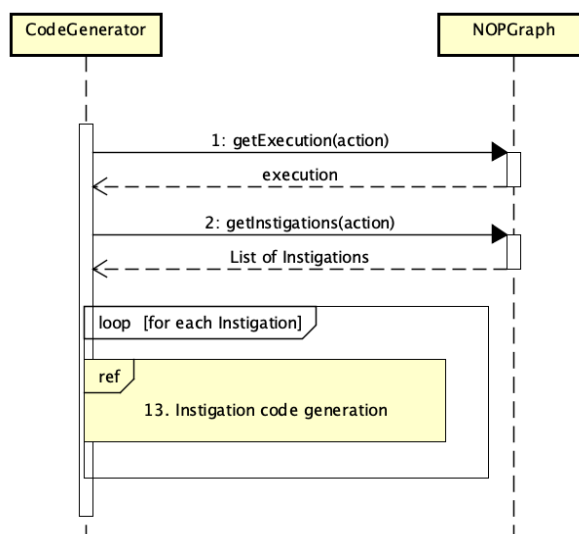 CodeGenerator
NOPGraph
1: getExecution(action)
execution
2: getInstigations(action)
List of Instigations
loop [for each Instigation]
ref
13. Instigation code generation